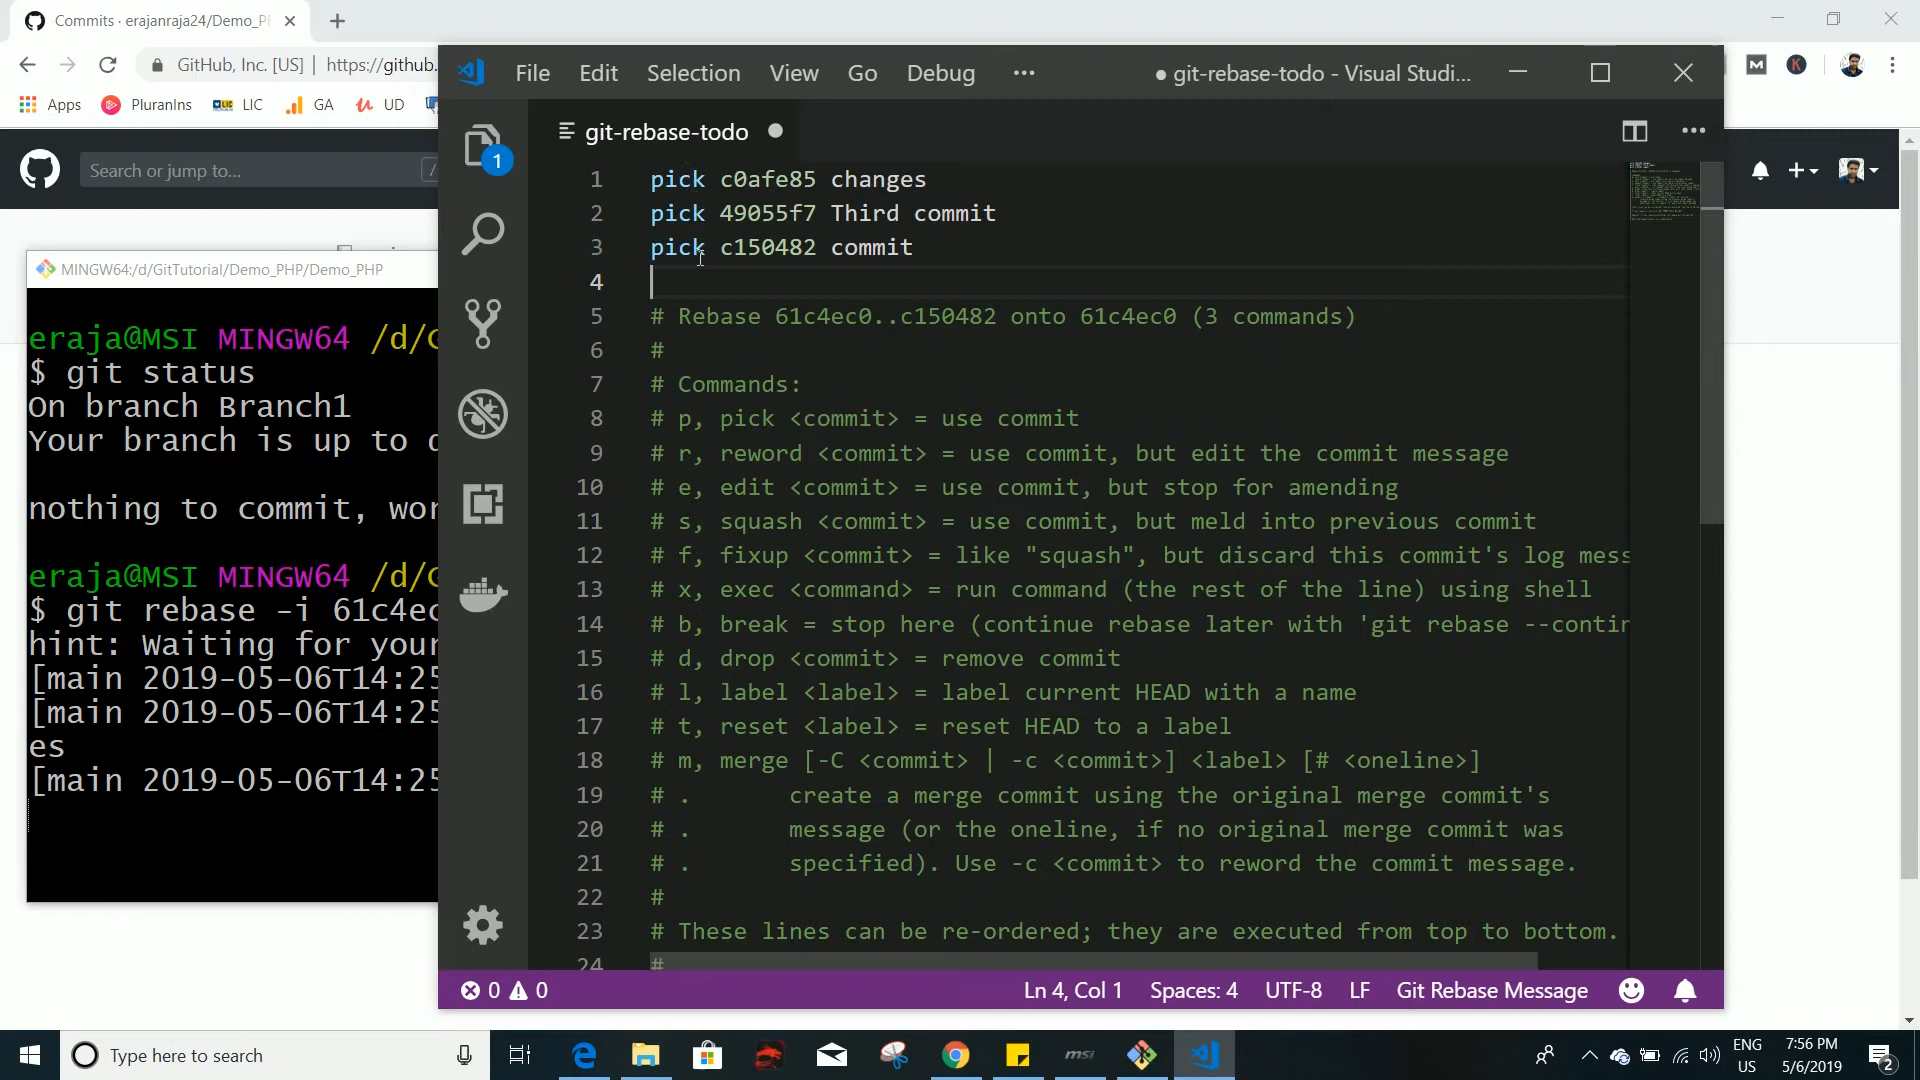 Commits · erajanraja24/Demo_P
GitHub, Inc. [US] | https://github.
Apps PluranIns LIC GA UD
Search or jump to...
MINGW64:/d/GitTutorial/Demo_PHP/Demo_PHP
eraja@MSI MINGW64 /d/G
$ git status
On branch Branch1
Your branch is up to d
nothing to commit, wor
eraja@MSI MINGW64 /d/G
$ git rebase -i 61c4ec
hint: Waiting for your
[main 2019-05-06T14:25
[main 2019-05-06T14:25
es
[main 2019-05-06T14:25
File Edit Selection View Go Debug ··· ● git-rebase-todo - Visual Studi...
git-rebase-todo
1
1 pick c0afe85 changes
2 pick 49055f7 Third commit
3 pick c150482 commit
4
5 # Rebase 61c4ec0..c150482 onto 61c4ec0 (3 commands)
6 #
7 # Commands:
8 # p, pick <commit> = use commit
9 # r, reword <commit> = use commit, but edit the commit message
10 # e, edit <commit> = use commit, but stop for amending
11 # s, squash <commit> = use commit, but meld into previous commit
12 # f, fixup <commit> = like "squash", but discard this commit's log mess
13 # x, exec <command> = run command (the rest of the line) using shell
14 # b, break = stop here (continue rebase later with 'git rebase --contin
15 # d, drop <commit> = remove commit
16 # l, label <label> = label current HEAD with a name
17 # t, reset <label> = reset HEAD to a label
18 # m, merge [-C <commit> | -c <commit>] <label> [# <oneline>]
19 # . create a merge commit using the original merge commit's
20 # . message (or the oneline, if no original merge commit was
21 # . specified). Use -c <commit> to reword the commit message.
22 #
23 # These lines can be re-ordered; they are executed from top to bottom.
24 #
0 0 Ln 4, Col 1 Spaces: 4 UTF-8 LF Git Rebase Message
Type here to search
msi
ENG
US
7:56 PM
5/6/2019
2